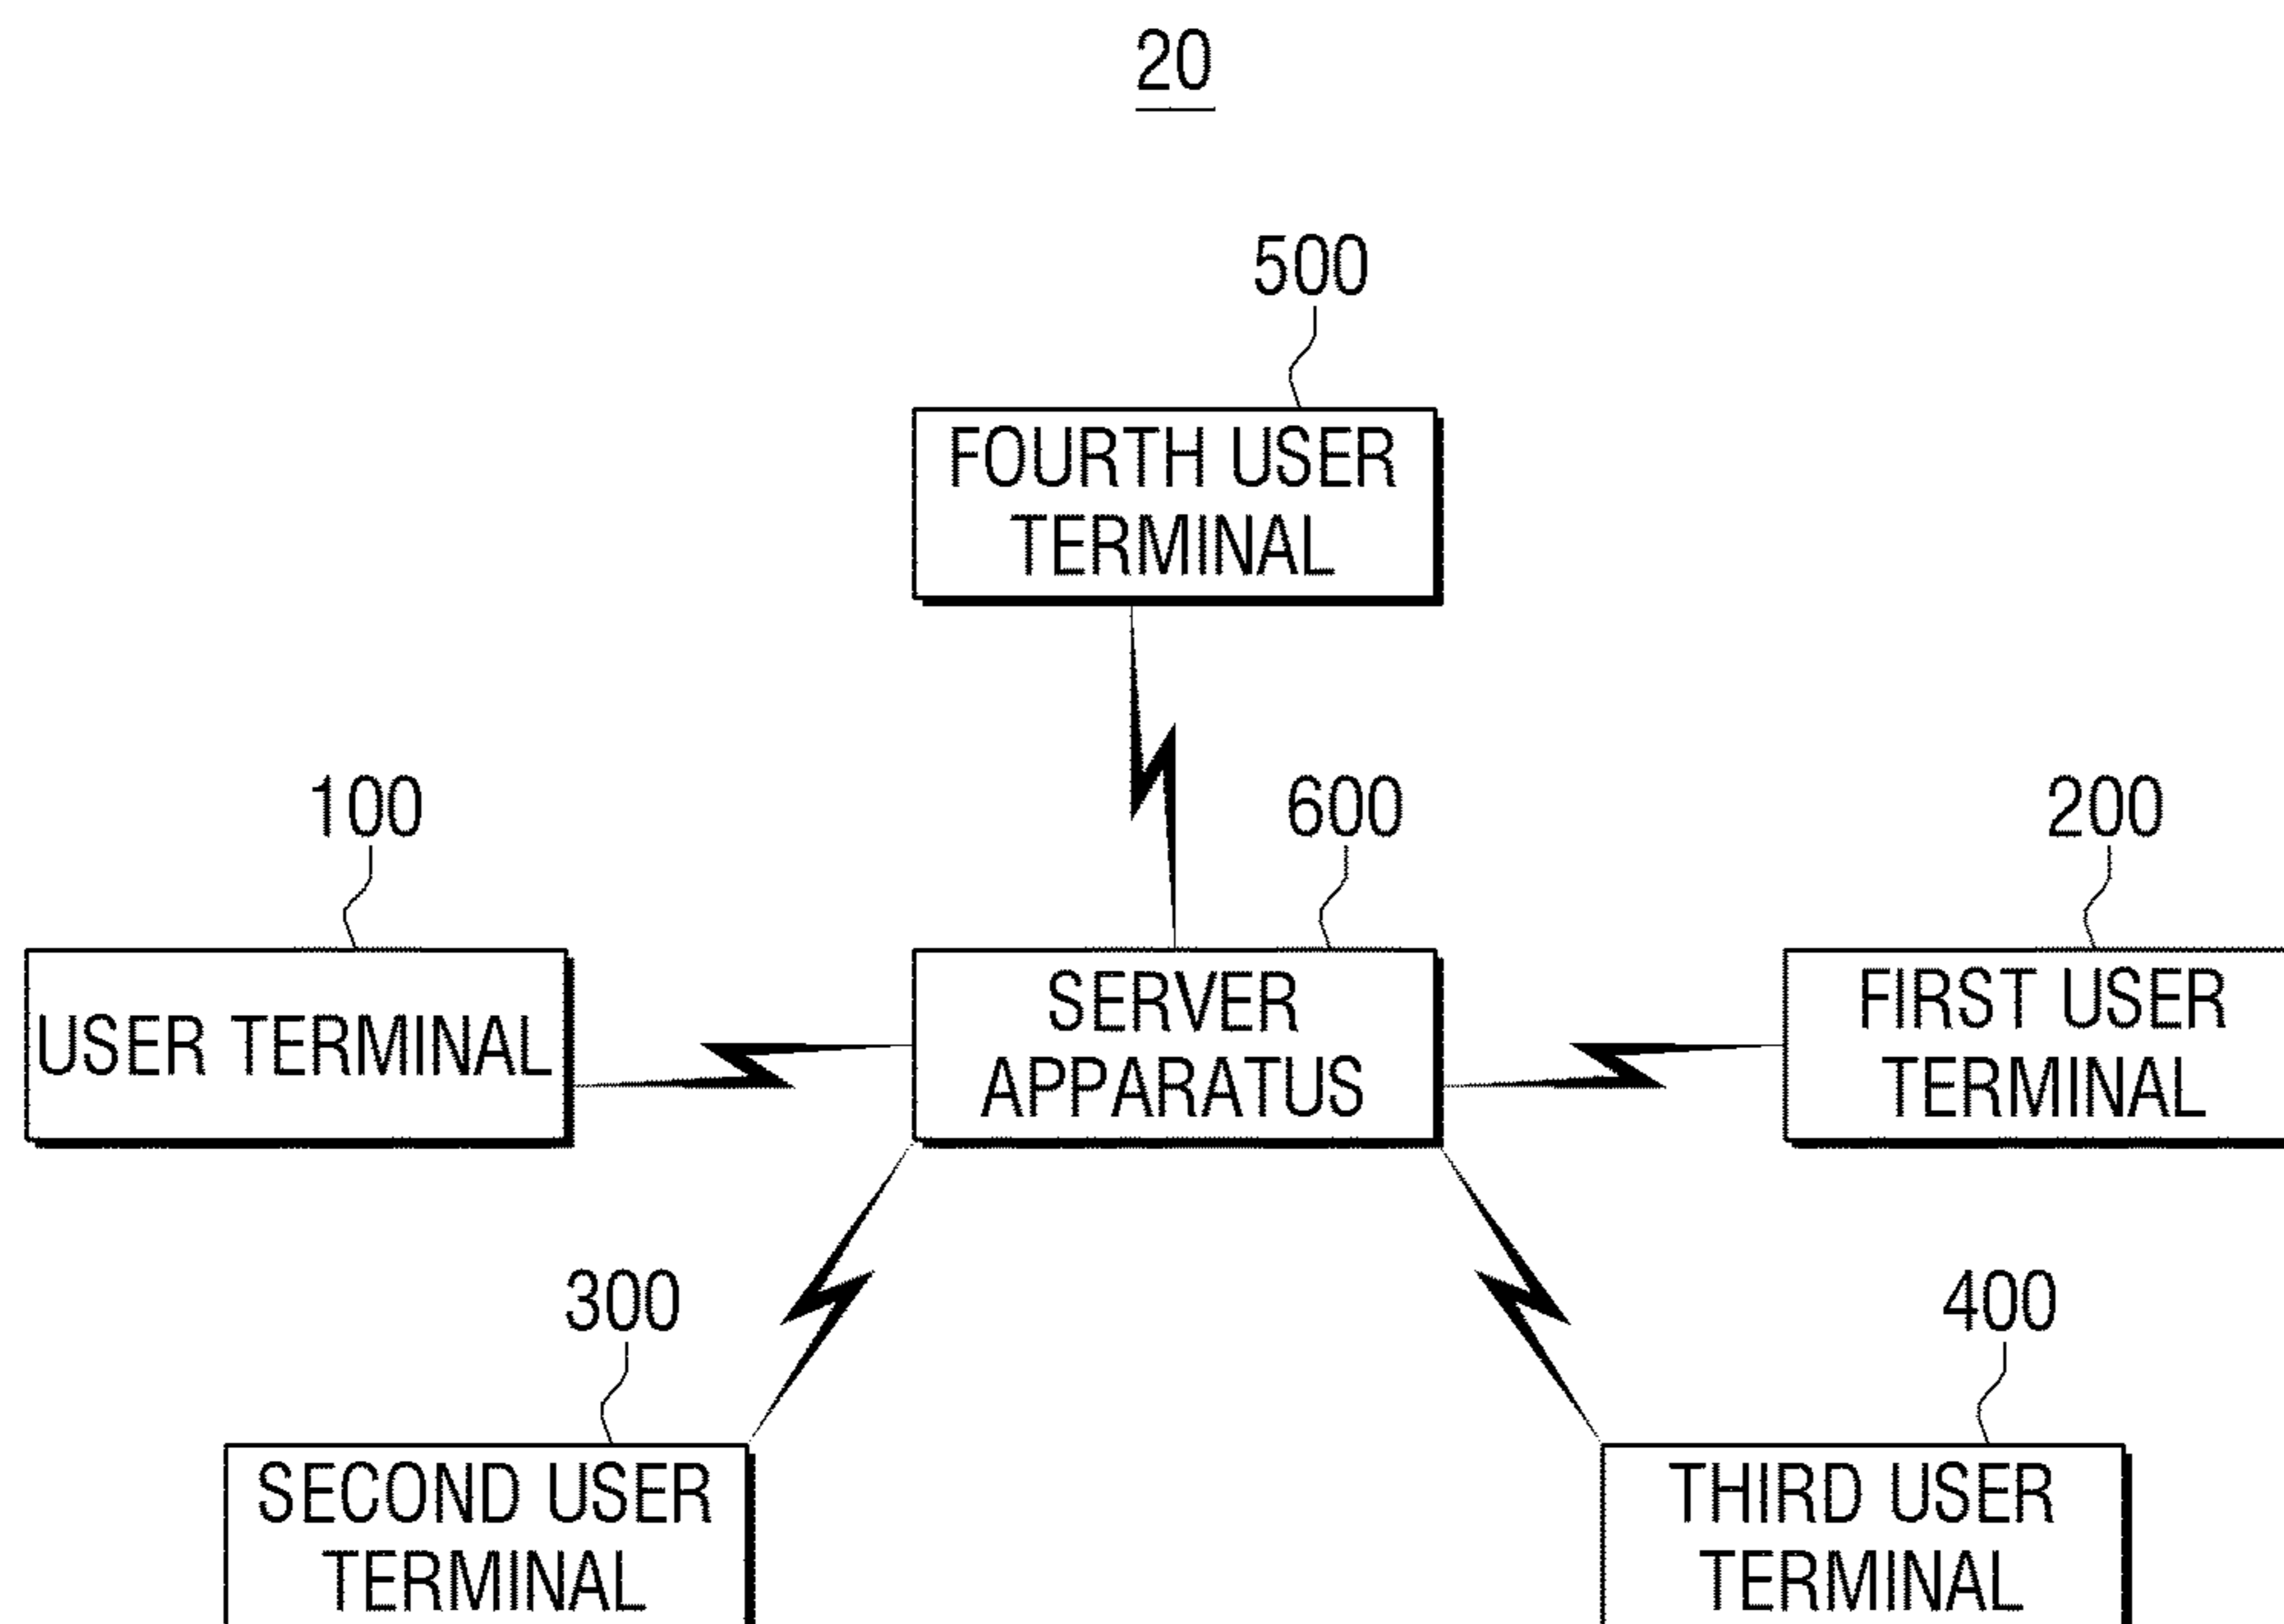 20
500
FOURTH USER
TERMINAL
100
600
200
USER TERMINAL
SERVER
APPARATUS
FIRST USER
TERMINAL
300
400
SECOND USER
TERMINAL
THIRD USER
TERMINAL